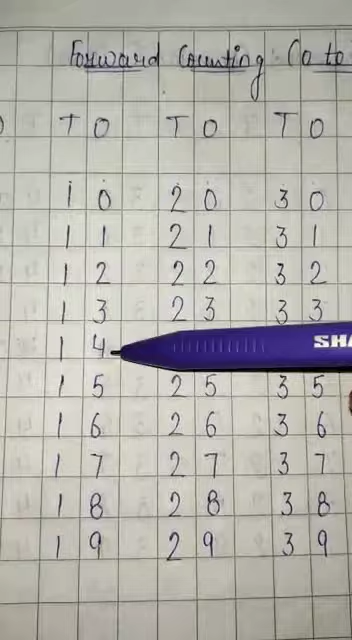 Forward Counting (0 to
O T O T O T O
1 0 2 0 3 0
1 1 2 1 3 1
1 2 2 2 3 2
1 3 2 3 3 3
1 4 SHA
1 5 2 5 3 5
1 6 2 6 3 6
1 7 2 7 3 7
1 8 2 8 3 8
1 9 2 9 3 9